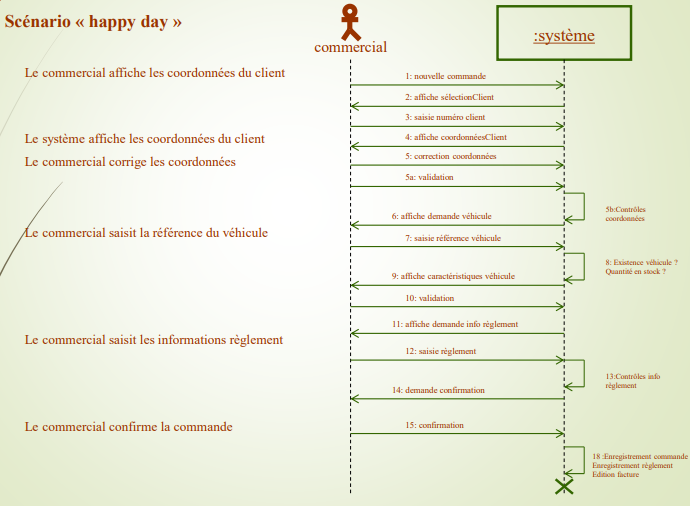 Scénario « happy day »
commercial
:système
Le commercial affiche les coordonnées du client
1: nouvelle commande
2: affiche sélectionClient
3: saisie numéro client
Le système affiche les coordonnées du client
4: affiche coordonnéesClient
Le commercial corrige les coordonnées
5: correction coordonnées
5a: validation
5b:Contrôles
coordonnées
6: affiche demande véhicule
Le commercial saisit la référence du véhicule
7: saisie référence véhicule
8: Existence véhicule ?
Quantité en stock ?
9: affiche caractéristiques véhicule
10: validation
11: affiche demande info règlement
Le commercial saisit les informations règlement
12: saisie règlement
13:Contrôles info
règlement
14: demande confirmation
Le commercial confirme la commande
15: confirmation
18 :Enregistrement commande
Enregistrement règlement
Edition facture